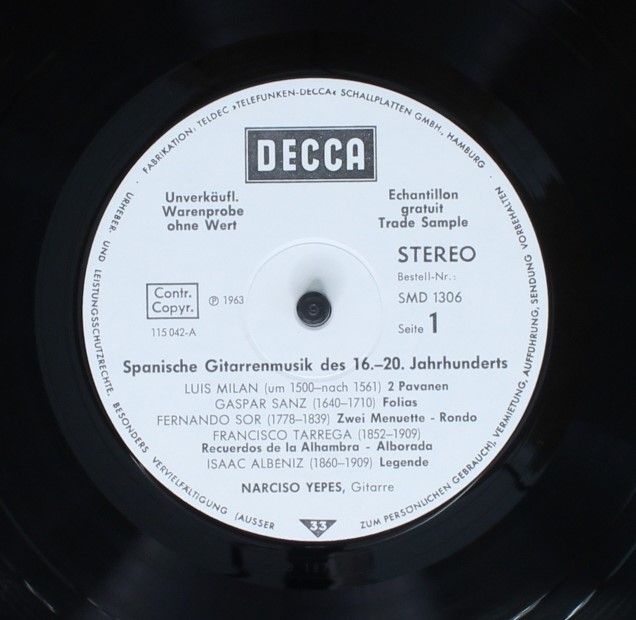 FABRIKATION: TELDEC »TELEFUNKEN-DECCA« SCHALLPLATTEN GMBH., HAMBURG
DECCA
Unverkäufl.
Warenprobe
ohne Wert
Echantillon
gratuit
Trade Sample
STEREO
Bestell-Nr.:
SMD 1306
Seite 1
Contr.
Copyr.
℗ 1963
115 042-A
Spanische Gitarrenmusik des 16.–20. Jahrhunderts
LUIS MILAN (um 1500–nach 1561) 2 Pavanen
GASPAR SANZ (1640–1710) Folias
FERNANDO SOR (1778–1839) Zwei Menuette - Rondo
FRANCISCO TARREGA (1852–1909)
Recuerdos de la Alhambra - Alborada
ISAAC ALBENIZ (1860–1909) Legende
NARCISO YEPES, Gitarre
33
URHEBER- UND LEISTUNGSSCHUTZRECHTE, BESONDERS VERVIELFÄLTIGUNG (AUSSER ZUM PERSÖNLICHEN GEBRAUCH), VERMIETUNG, AUFFÜHRUNG, SENDUNG VORBEHALTEN